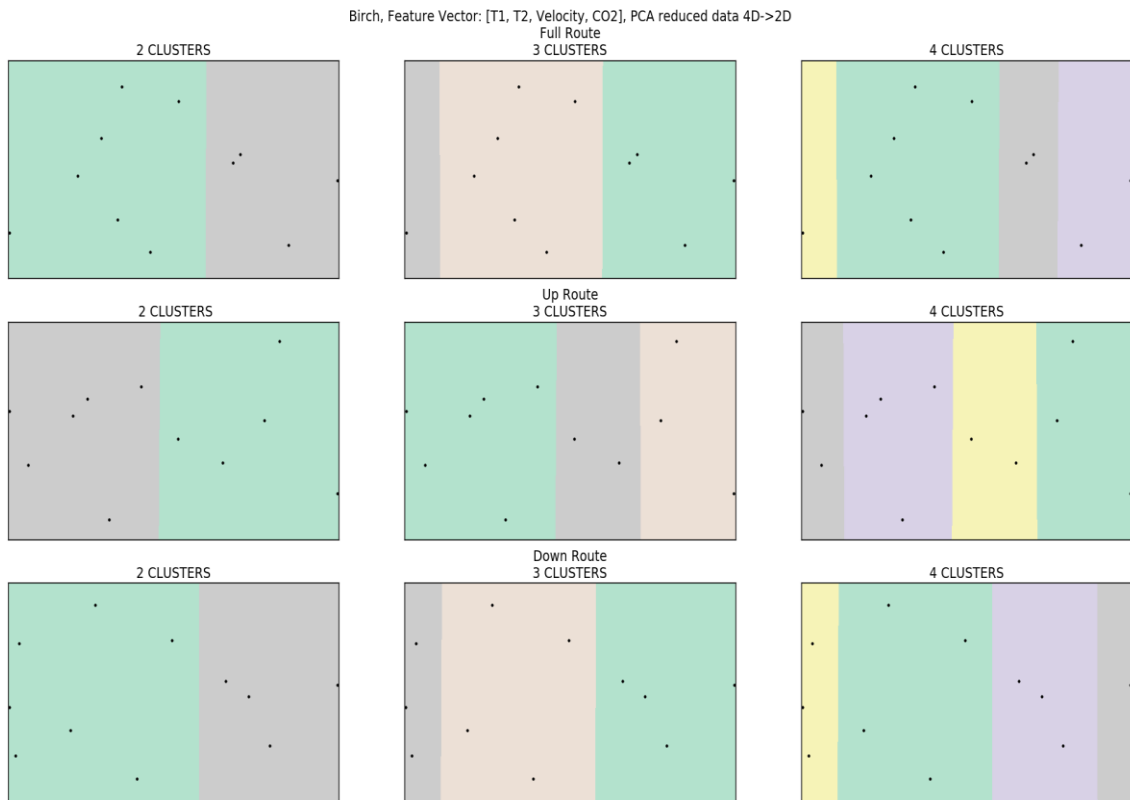 Birch, Feature Vector: [T1, T2, Velocity, CO2], PCA reduced data 4D->2D
Full Route
2 CLUSTERS
3 CLUSTERS
4 CLUSTERS
Up Route
2 CLUSTERS
3 CLUSTERS
4 CLUSTERS
Down Route
2 CLUSTERS
3 CLUSTERS
4 CLUSTERS